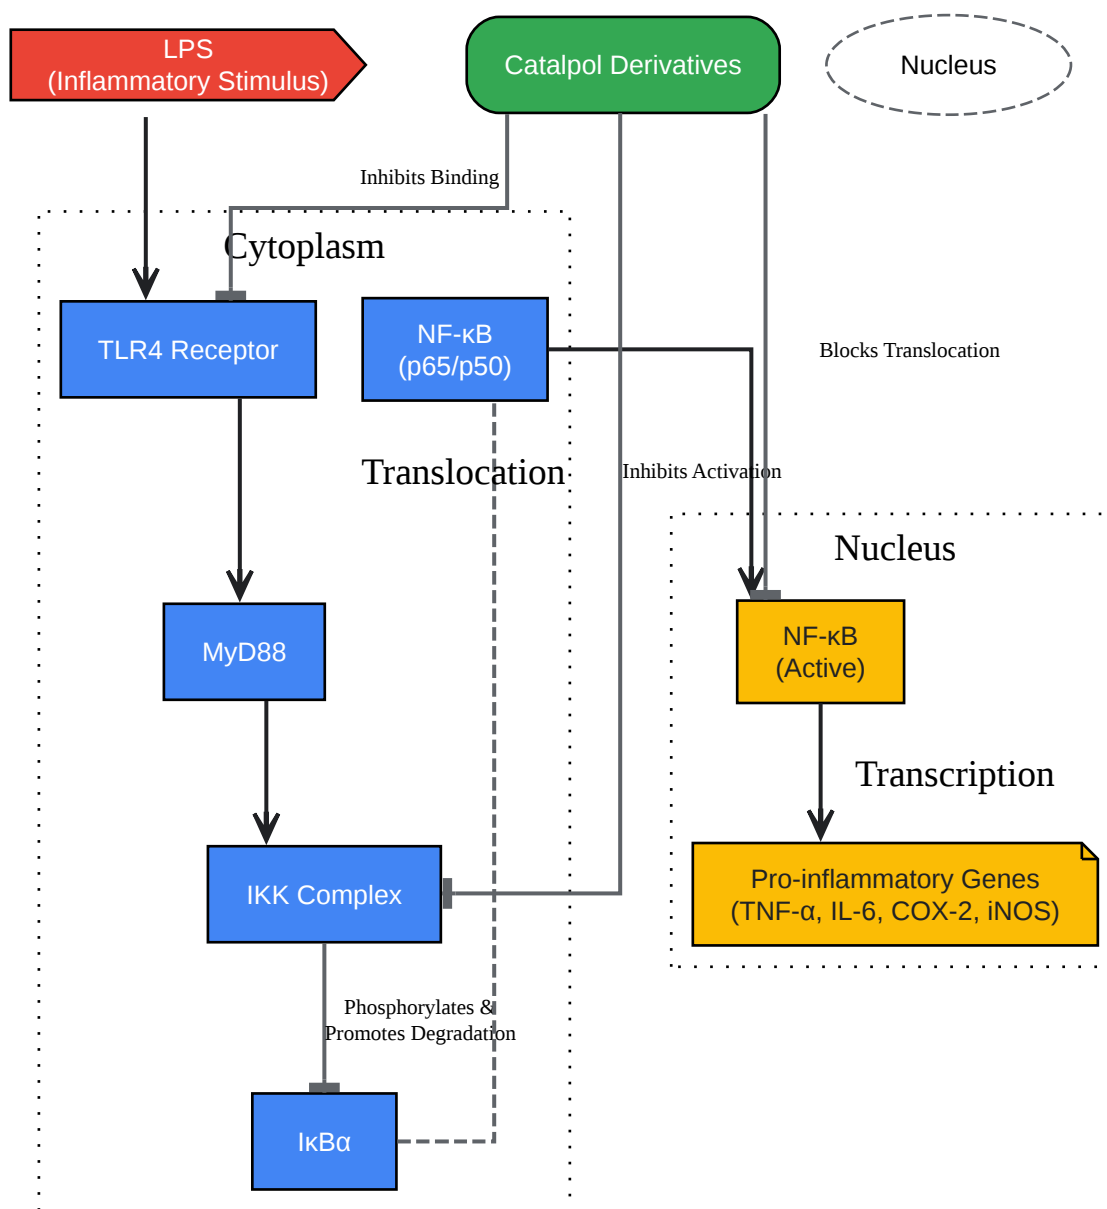 LPS
(Inflammatory Stimulus)
Catalpol Derivatives
Nucleus
Inhibits Binding
Cytoplasm
TLR4 Receptor
NF-κB
(p65/p50)
Blocks Translocation
Translocation
Inhibits Activation
Nucleus
NF-κB
(Active)
MyD88
Transcription
IKK Complex
Pro-inflammatory Genes
(TNF-α, IL-6, COX-2, iNOS)
Phosphorylates &
Promotes Degradation
IκBα